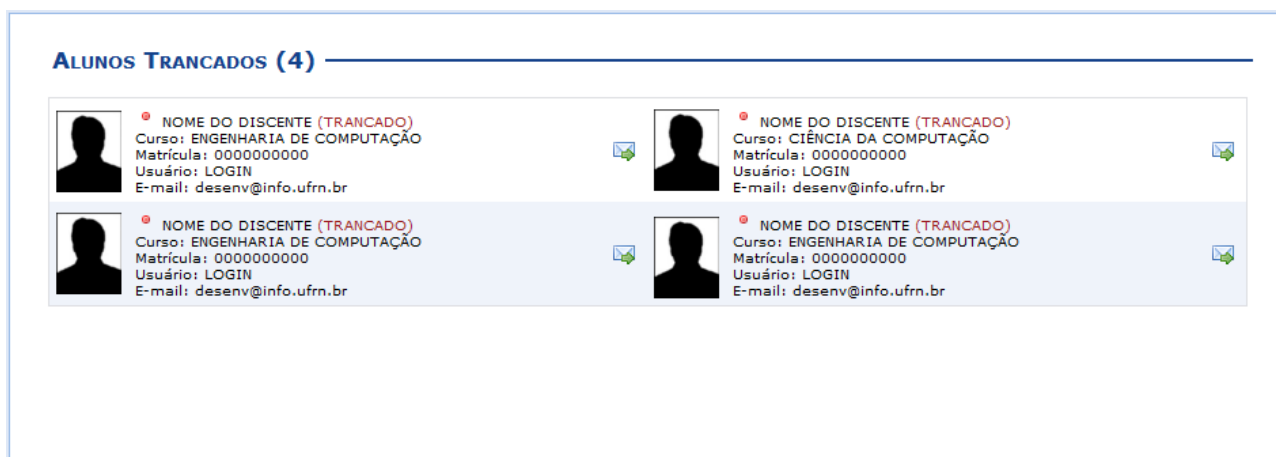 Alunos Trancados (4)
NOME DO DISCENTE (TRANCADO)
Curso: ENGENHARIA DE COMPUTAÇÃO
Matrícula: 0000000000
Usuário: LOGIN
E-mail: desenv@info.ufrn.br
NOME DO DISCENTE (TRANCADO)
Curso: CIÊNCIA DA COMPUTAÇÃO
Matrícula: 0000000000
Usuário: LOGIN
E-mail: desenv@info.ufrn.br
NOME DO DISCENTE (TRANCADO)
Curso: ENGENHARIA DE COMPUTAÇÃO
Matrícula: 0000000000
Usuário: LOGIN
E-mail: desenv@info.ufrn.br
NOME DO DISCENTE (TRANCADO)
Curso: ENGENHARIA DE COMPUTAÇÃO
Matrícula: 0000000000
Usuário: LOGIN
E-mail: desenv@info.ufrn.br